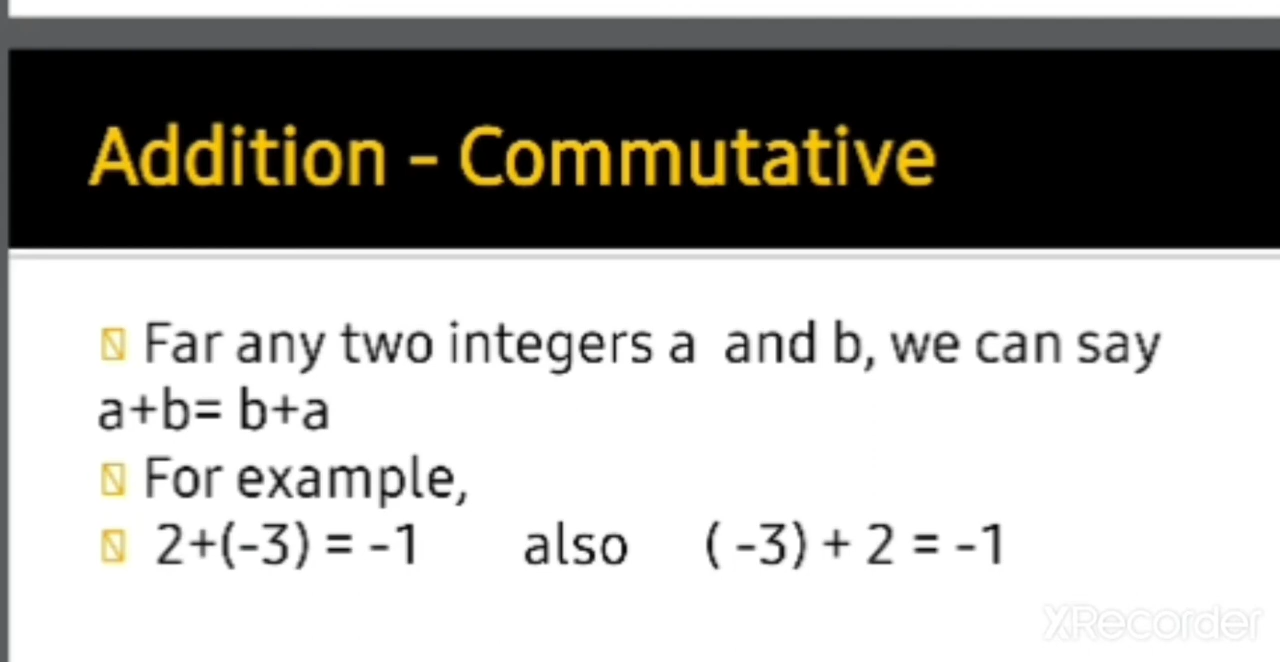 Addition - Commutative
Far any two integers a and b, we can say
a+b= b+a
For example,
2+(-3) = -1 also ( -3) + 2 = -1
XRecorder